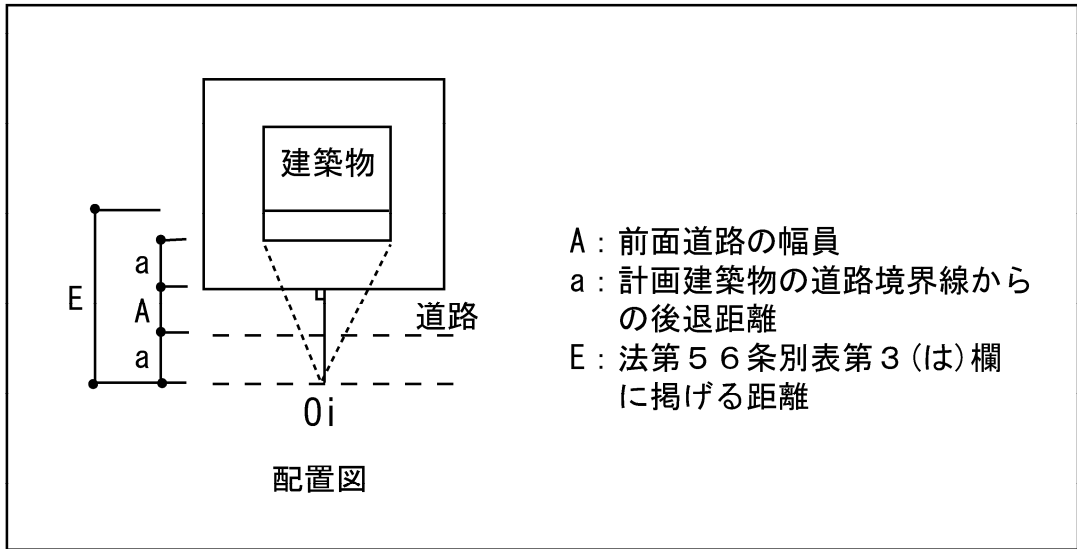 建築物
a
E
A
道路
a
0i
配置図
A：前面道路の幅員
a：計画建築物の道路境界線から
の後退距離
E：法第５６条別表第３(は)欄
に掲げる距離